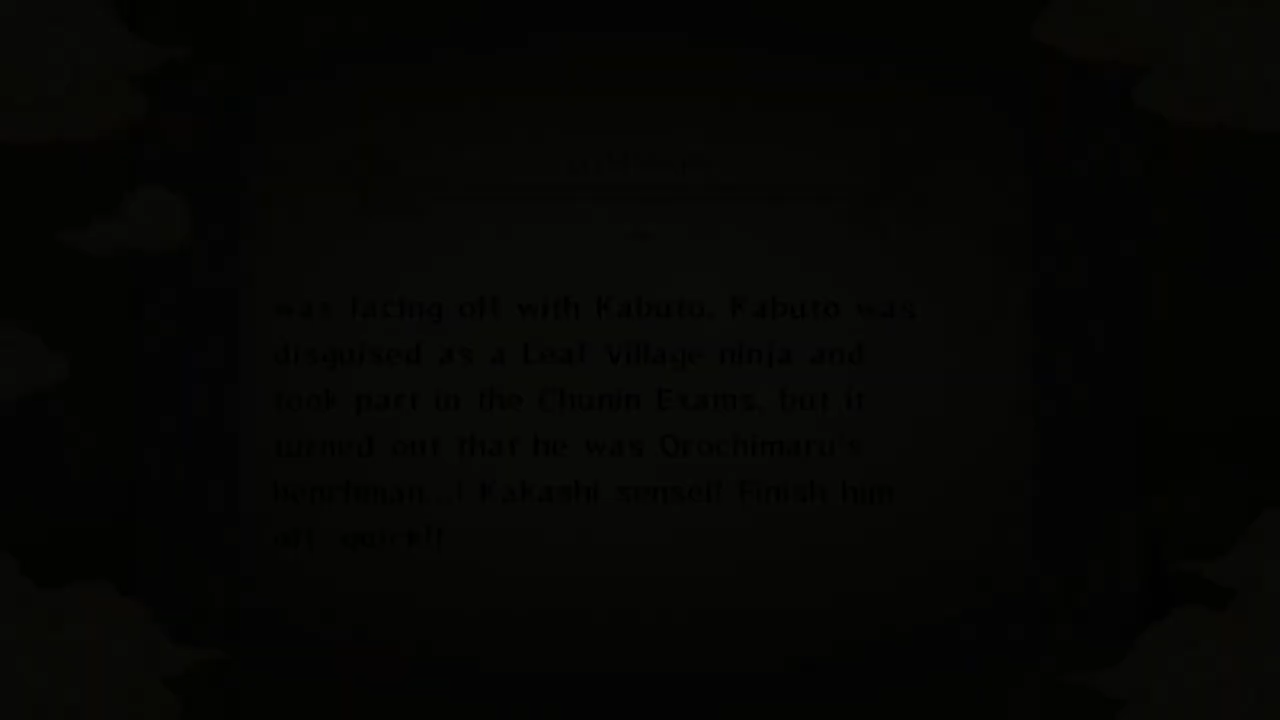 was facing off with Kabuto. Kabuto was
disguised as a Leaf Village ninja and
took part in the Chunin Exams, but it
turned out that he was Orochimaru's
henchman...! Kakashi sensei! Finish him
off, quick!!